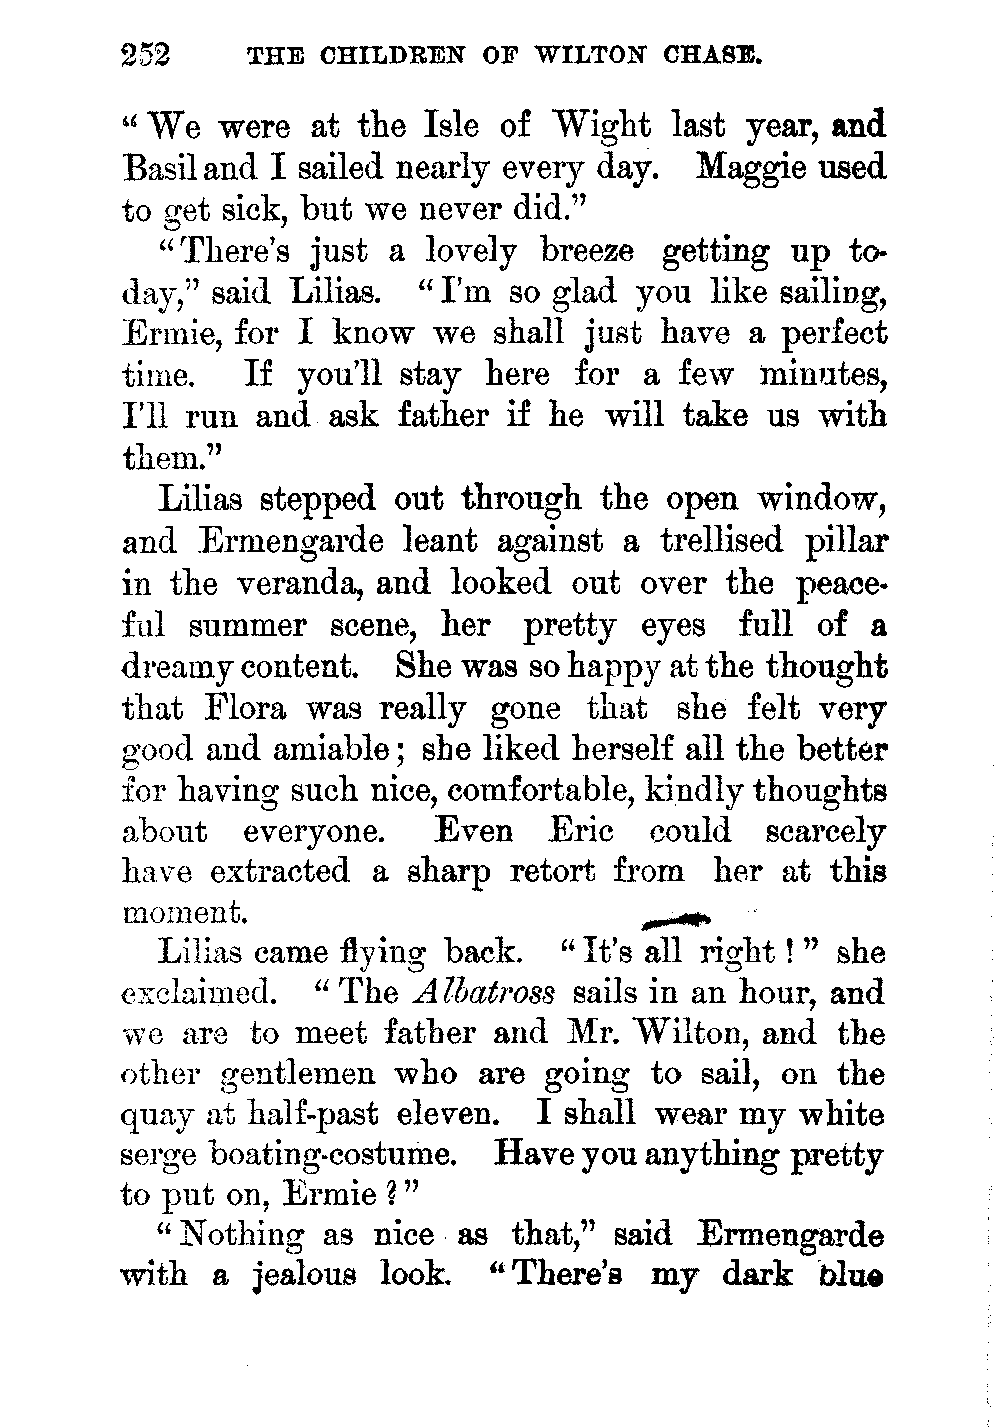 252 THE CHILDREN OF WILTON CHASE.
“We were at the Isle of Wight last year, and
Basil and I sailed nearly every day. Maggie used
to get sick, but we never did.”
“There’s just a lovely breeze getting up to-
day,” said Lilias. “I’m so glad you like sailing,
Ermie, for I know we shall just have a perfect
time. If you’ll stay here for a few minutes,
I’ll run and ask father if he will take us with
them.”
Lilias stepped out through the open window,
and Ermengarde leant against a trellised pillar
in the veranda, and looked out over the peace-
ful summer scene, her pretty eyes full of a
dreamy content. She was so happy at the thought
that Flora was really gone that she felt very
good and amiable; she liked herself all the better
for having such nice, comfortable, kindly thoughts
about everyone. Even Eric could scarcely
have extracted a sharp retort from her at this
moment.
Lilias came flying back. “It’s all right!” she
exclaimed. “The Albatross sails in an hour, and
we are to meet father and Mr. Wilton, and the
other gentlemen who are going to sail, on the
quay at half-past eleven. I shall wear my white
serge boating-costume. Have you anything pretty
to put on, Ermie?”
“Nothing as nice as that,” said Ermengarde
with a jealous look. “There’s my dark blue